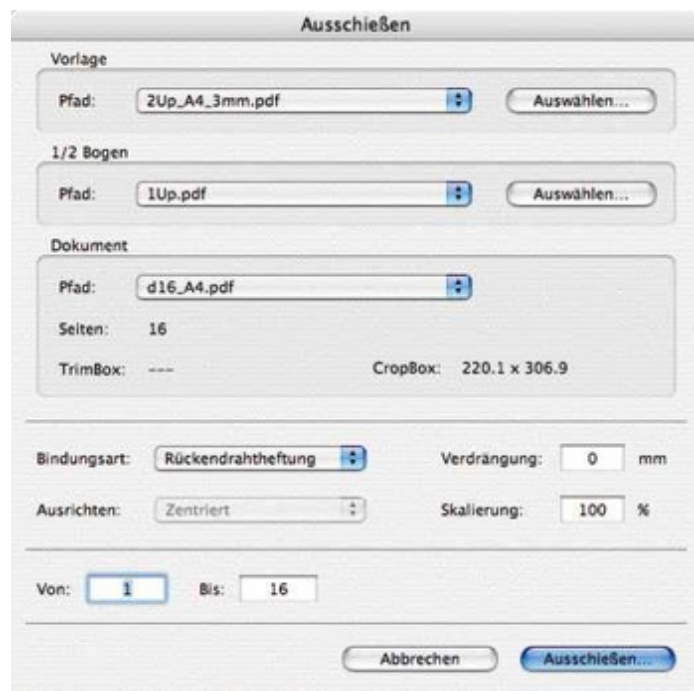 Ausschießen
Vorlage
Pfad: 2Up_A4_3mm.pdf Auswählen...
1/2 Bogen
Pfad: 1Up.pdf Auswählen...
Dokument
Pfad: d16_A4.pdf
Seiten: 16
TrimBox: --- CropBox: 220.1 x 306.9
Bindungsart: Rückendrahtheftung Verdrängung: 0 mm
Ausrichten: Zentriert Skalierung: 100 %
Von: 1 Bis: 16
Abbrechen Ausschießen...